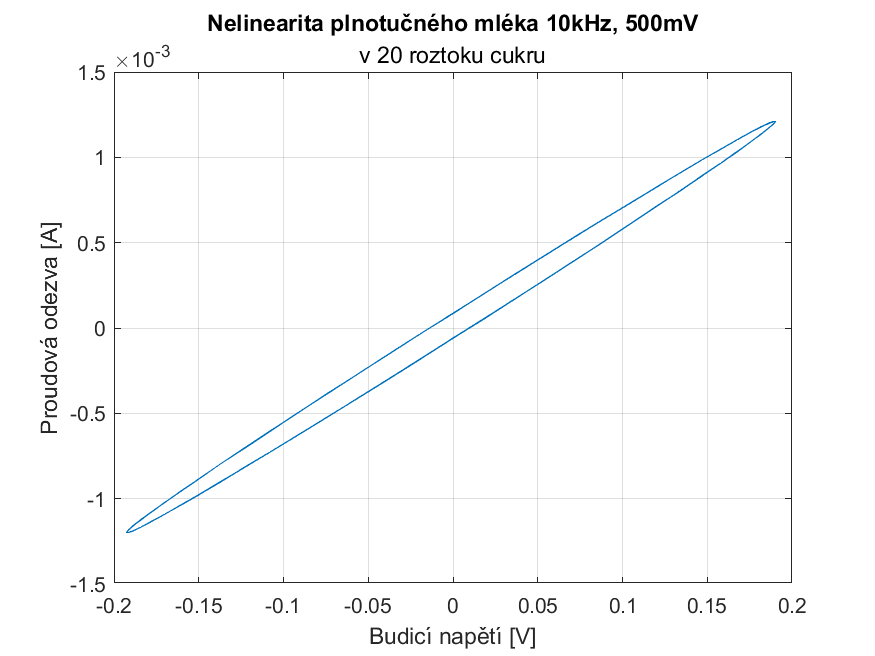 Nelinearita plnotučného mléka 10kHz, 500mV
v 20 roztoku cukru
×10-3
1.5
1
0.5
0
-0.5
-1
-1.5
Proudová odezva [A]
-0.2 -0.15 -0.1 -0.05 0 0.05 0.1 0.15 0.2
Budicí napětí [V]